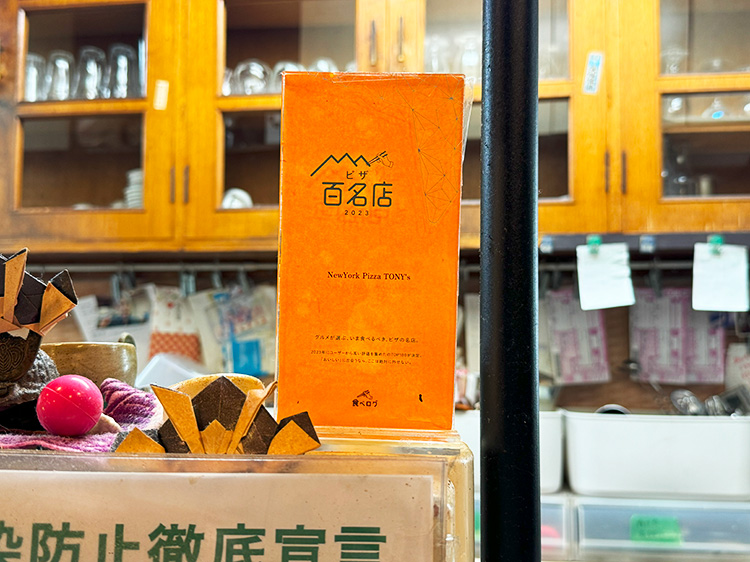 ピザ
百名店
2023
NewYork Pizza TONY's
グルメが選ぶ、いま食べるべき、ピザの名店。
食べログ
染防止徹底宣言